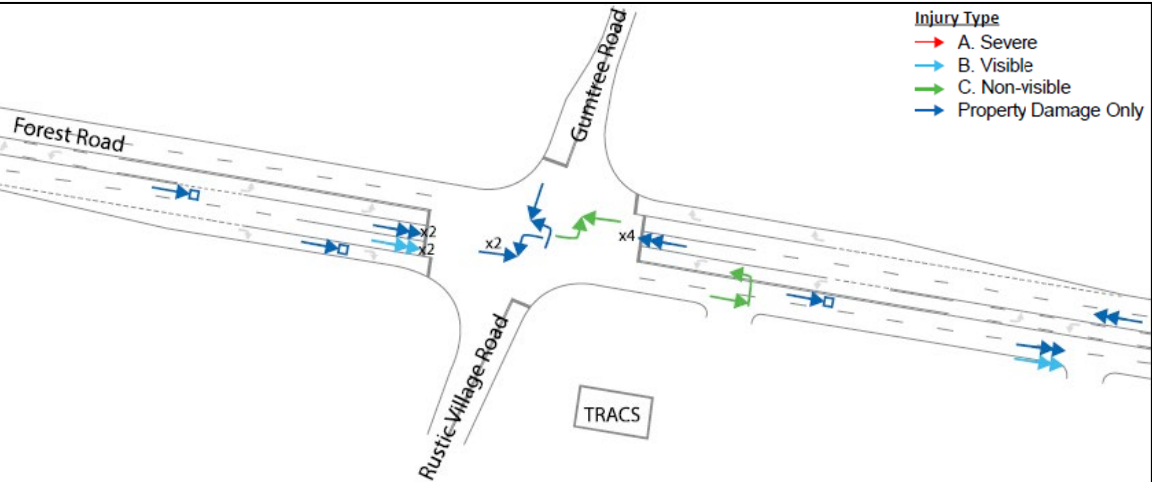 Injury Type
A. Severe
B. Visible
C. Non-visible
Property Damage Only
Gumtree Road
Forest Road
x2
x2
x2
x4
Rustic Village Road
TRACS